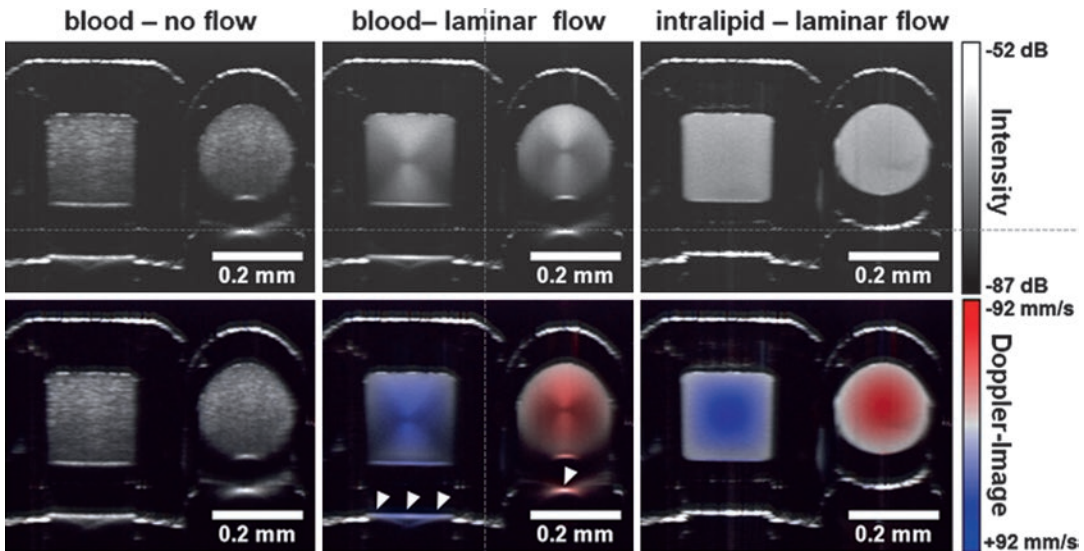 blood – no flow
blood– laminar flow
intralipid – laminar flow
-52 dB
Intensity
-87 dB
0.2 mm
0.2 mm
0.2 mm
-92 mm/s
Doppler-Image
+92 mm/s
0.2 mm
0.2 mm
0.2 mm